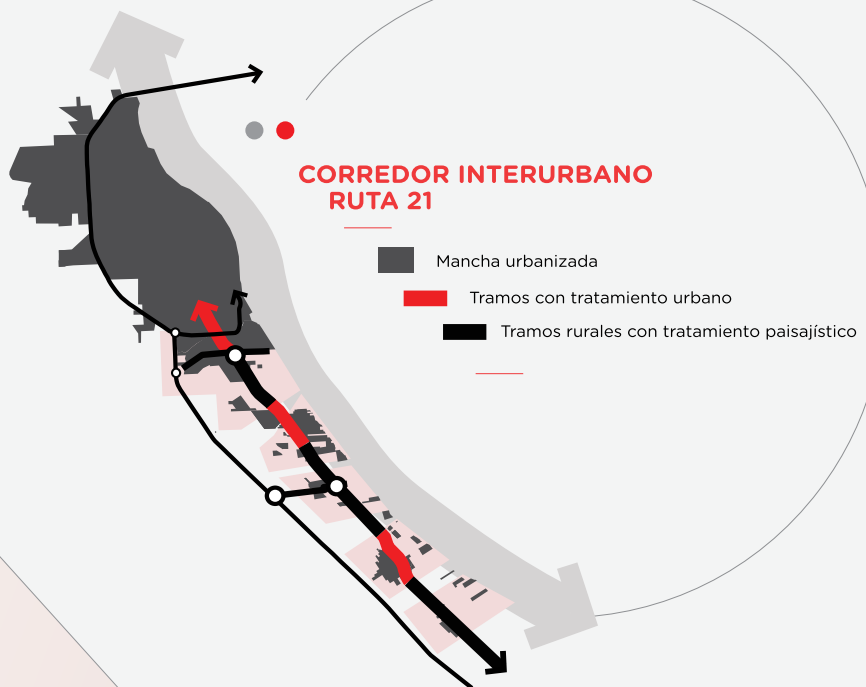 CORREDOR INTERURBANO
RUTA 21
Mancha urbanizada
Tramos con tratamiento urbano
Tramos rurales con tratamiento paisajístico